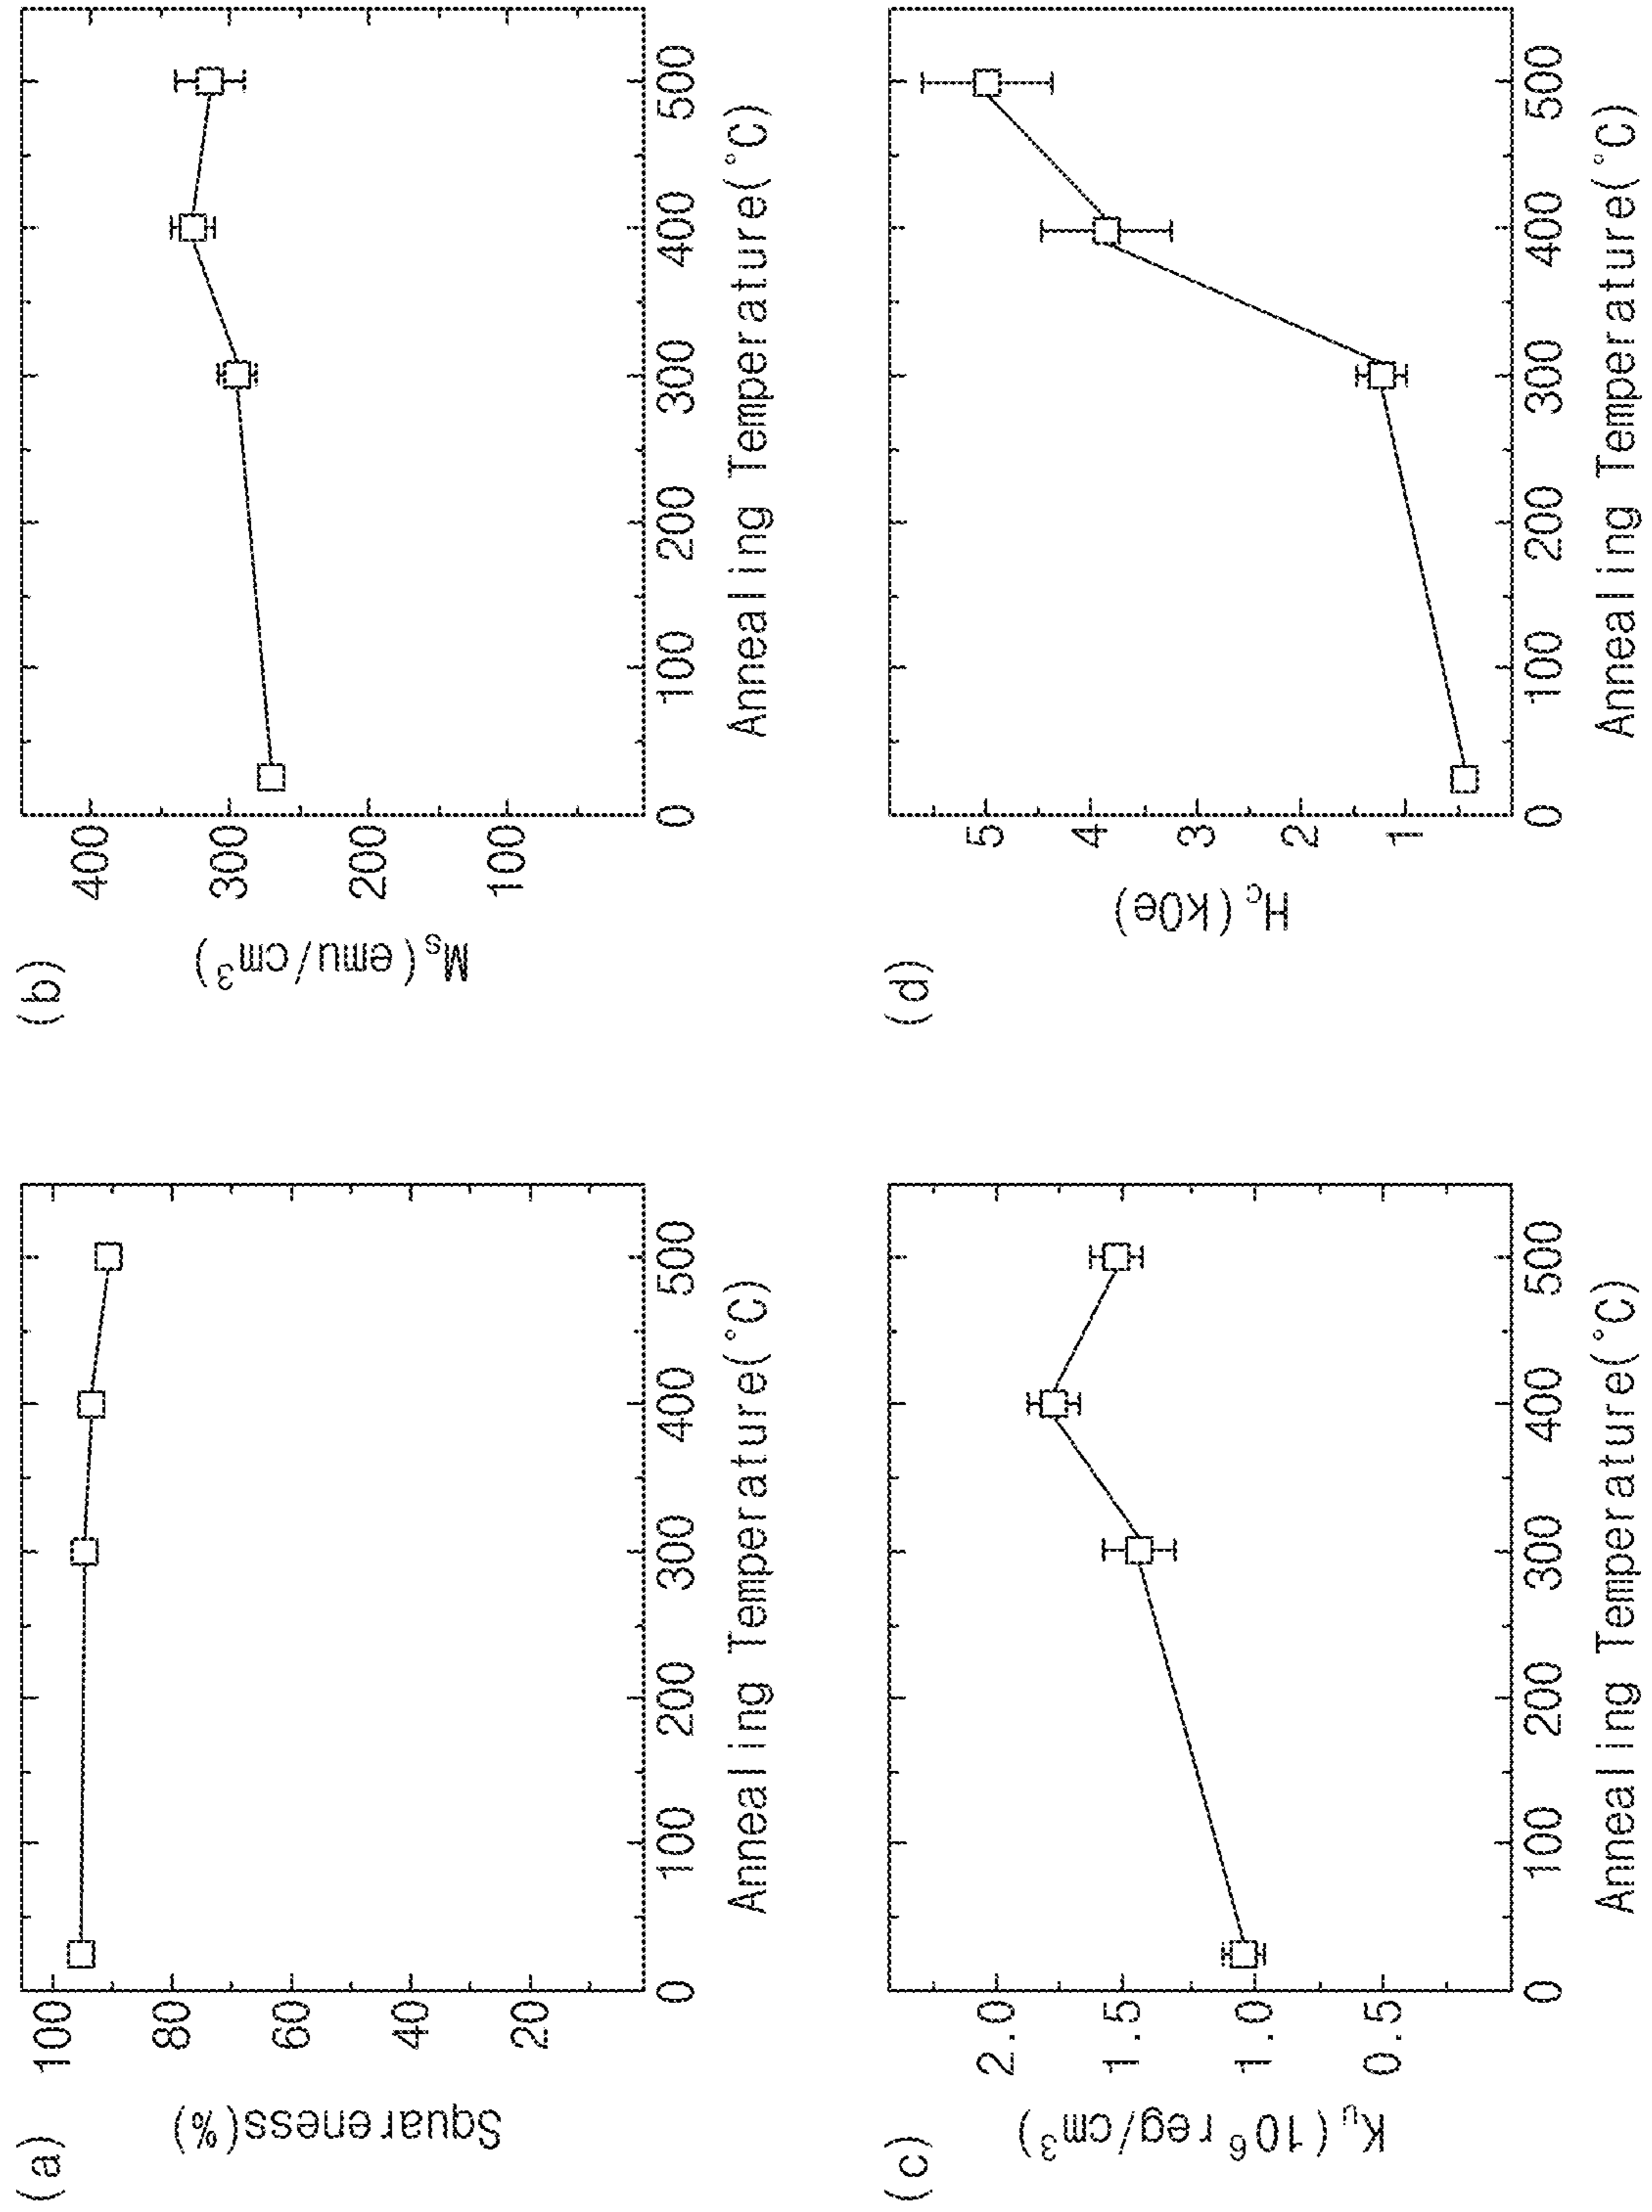 (a)
Squareness(%)
100
80
60
40
20
0 100 200 300 400 500
Annealing Temperature(°C)
(b)
Ms(emu/cm³)
400
300
200
100
0 100 200 300 400 500
Annealing Temperature(°C)
(c)
Ku(10⁶reg/cm³)
2.0
1.5
1.0
0.5
0 100 200 300 400 500
Annealing Temperature(°C)
(d)
Hc(kOe)
5
4
3
2
1
0 100 200 300 400 500
Annealing Temperature(°C)